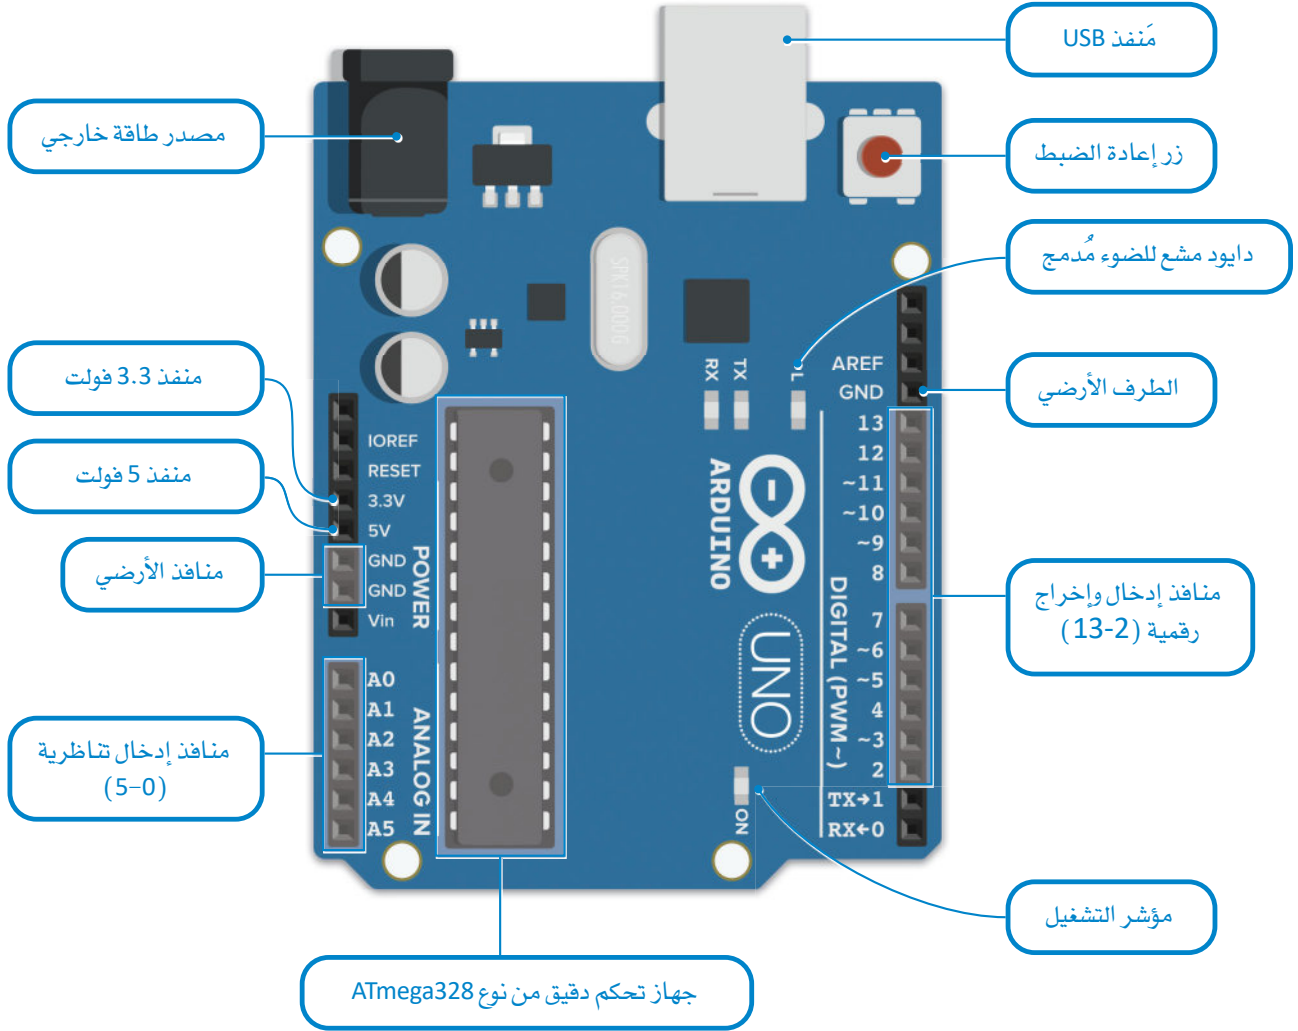 مَنفذ USB
مصدر طاقة خارجي
زر إعادة الضبط
دايود مشع للضوء مُدمج
SPK16.000G
منفذ 3.3 فولت
الطرف الأرضي
منفذ 5 فولت
منافذ الأرضي
منافذ إدخال وإخراج
رقمية (2-13)
منافذ إدخال تناظرية
(0-5)
مؤشر التشغيل
جهاز تحكم دقيق من نوع ATmega328
RX
TX
L
AREF
GND
13
12
~11
~10
~9
8
7
~6
~5
4
~3
2
TX→1
RX←0
DIGITAL (PWM~)
ARDUINO
UNO
ON
IOREF
RESET
3.3V
5V
GND
GND
Vin
POWER
A0
A1
A2
A3
A4
A5
ANALOG IN